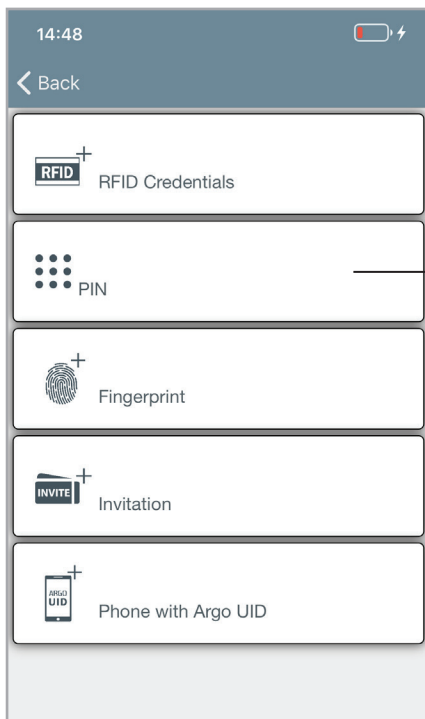 14:48
Back
RFID
RFID Credentials
PIN
Fingerprint
INVITE
Invitation
ARGO
UID
Phone with Argo UID